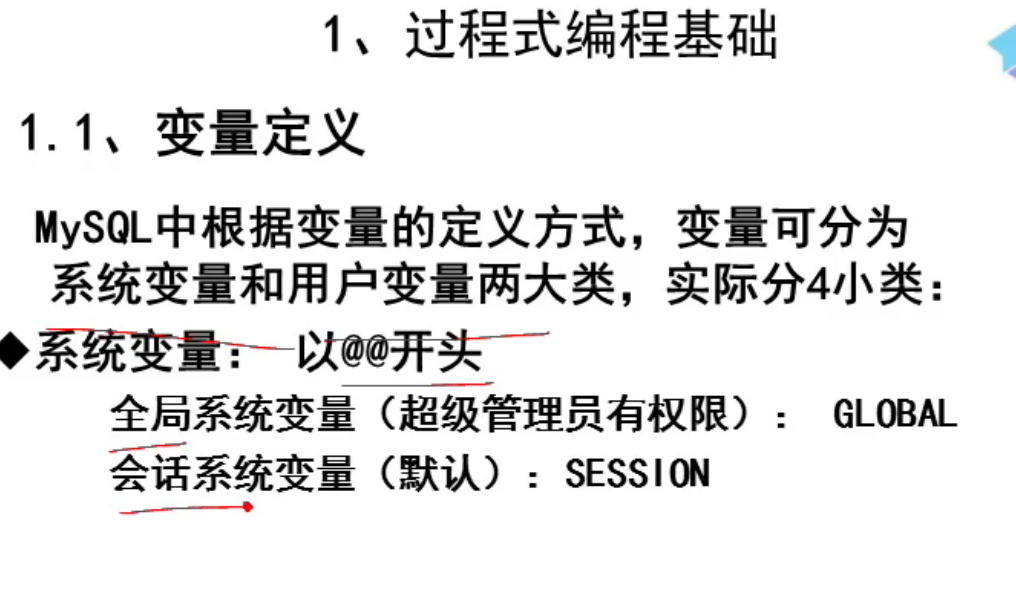 1、过程式编程基础
1.1、变量定义
MySQL中根据变量的定义方式，变量可分为
系统变量和用户变量两大类，实际分4小类：
◆系统变量： 以@@开头
全局系统变量（超级管理员有权限）： GLOBAL
会话系统变量（默认）：SESSION